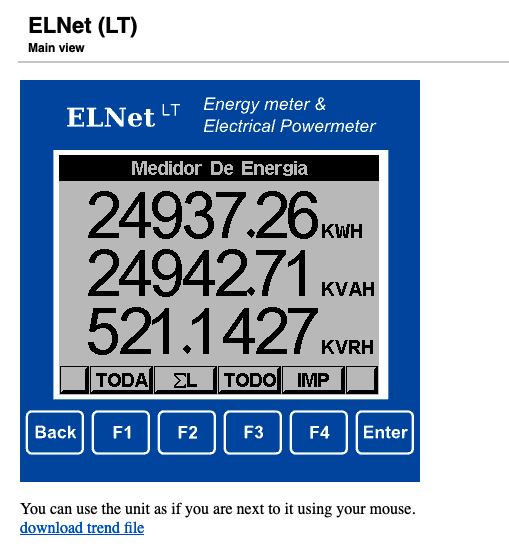 ELNet (LT)
Main view
ELNet LT
Energy meter &
Electrical Powermeter
Medidor De Energia
24937.26 KWH
24942.71 KVAH
521.1427 KVRH
TODA ΣL TODO IMP
Back F1 F2 F3 F4 Enter
You can use the unit as if you are next to it using your mouse.
download trend file